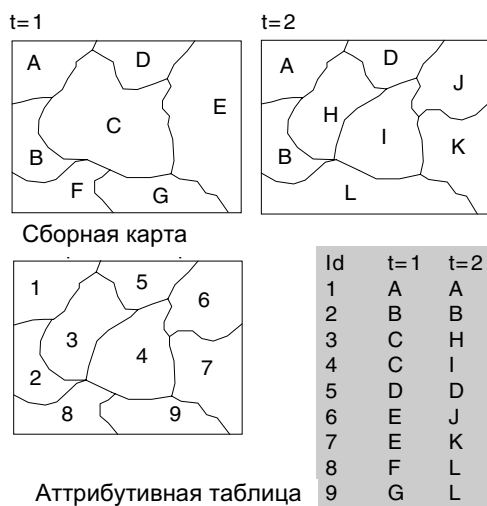 t=1
t=2
A
D
E
C
B
F
G
A
D
J
H
I
B
K
L
Сборная карта
1
5
6
3
4
7
2
8
9
Id t=1 t=2
1 A A
2 B B
3 C H
4 C I
5 D D
6 E J
7 E K
8 F L
9 G L
Аттрибутивная таблица